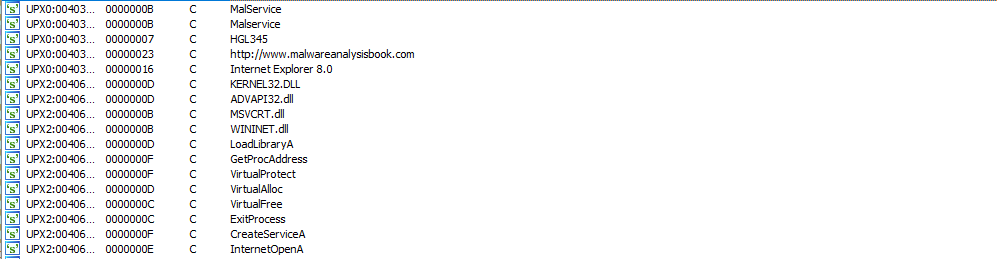 's' UPX0:00403... 0000000B C MalService
's' UPX0:00403... 0000000B C Malservice
's' UPX0:00403... 00000007 C HGL345
's' UPX0:00403... 00000023 C http://www.malwareanalysisbook.com
's' UPX0:00403... 00000016 C Internet Explorer 8.0
's' UPX2:00406... 0000000D C KERNEL32.DLL
's' UPX2:00406... 0000000D C ADVAPI32.dll
's' UPX2:00406... 0000000B C MSVCRT.dll
's' UPX2:00406... 0000000B C WININET.dll
's' UPX2:00406... 0000000D C LoadLibraryA
's' UPX2:00406... 0000000F C GetProcAddress
's' UPX2:00406... 0000000F C VirtualProtect
's' UPX2:00406... 0000000D C VirtualAlloc
's' UPX2:00406... 0000000C C VirtualFree
's' UPX2:00406... 0000000C C ExitProcess
's' UPX2:00406... 0000000F C CreateServiceA
's' UPX2:00406... 0000000E C InternetOpenA